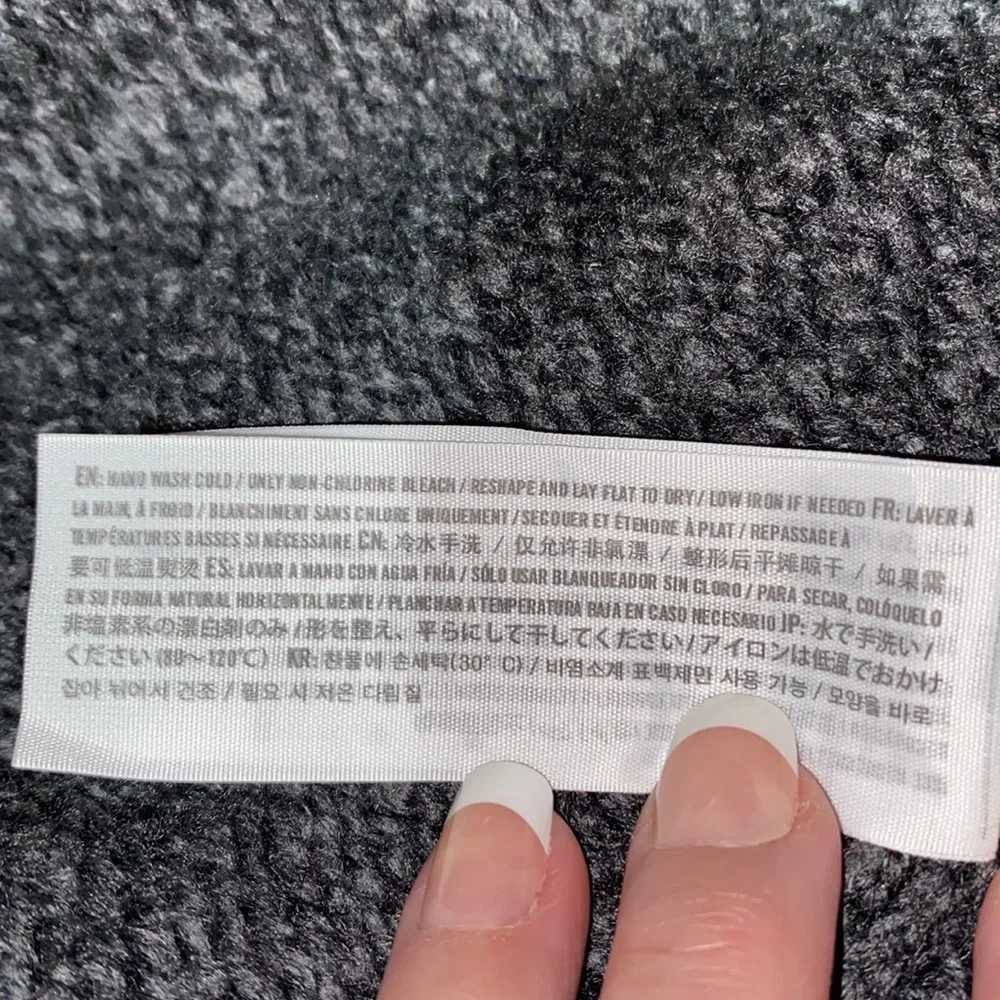 EN: HAND WASH COLD / ONLY NON-CHLORINE BLEACH / RESHAPE AND LAY FLAT TO DRY / LOW IRON IF NEEDED FR: LAVER À
LA MAIN, À FROID / BLANCHIMENT SANS CHLORE UNIQUEMENT / SECOUER ET ÉTENDRE À PLAT / REPASSAGE À
TEMPÉRATURES BASSES SI NÉCESSAIRE CN: 冷水手洗 / 仅允许非氯漂 / 整形后平摊晾干 / 如果需
要可低温熨烫 ES: LAVAR A MANO CON AGUA FRÍA / SÓLO USAR BLANQUEADOR SIN CLORO / PARA SECAR, COLÓQUELO
EN SU FORMA NATURAL HORIZONTALMENTE / PLANCHAR A TEMPERATURA BAJA EN CASO NECESARIO JP: 水で手洗い /
非塩素系の漂白剤のみ / 形を整え、平らにして干してください / アイロンは低温でおかけ
ください (80～120℃) KR: 찬물에 손세탁(30° C) / 비염소계 표백제만 사용 가능 / 모양을 바로
잡아 뉘어서 건조 / 필요 시 저온 다림질